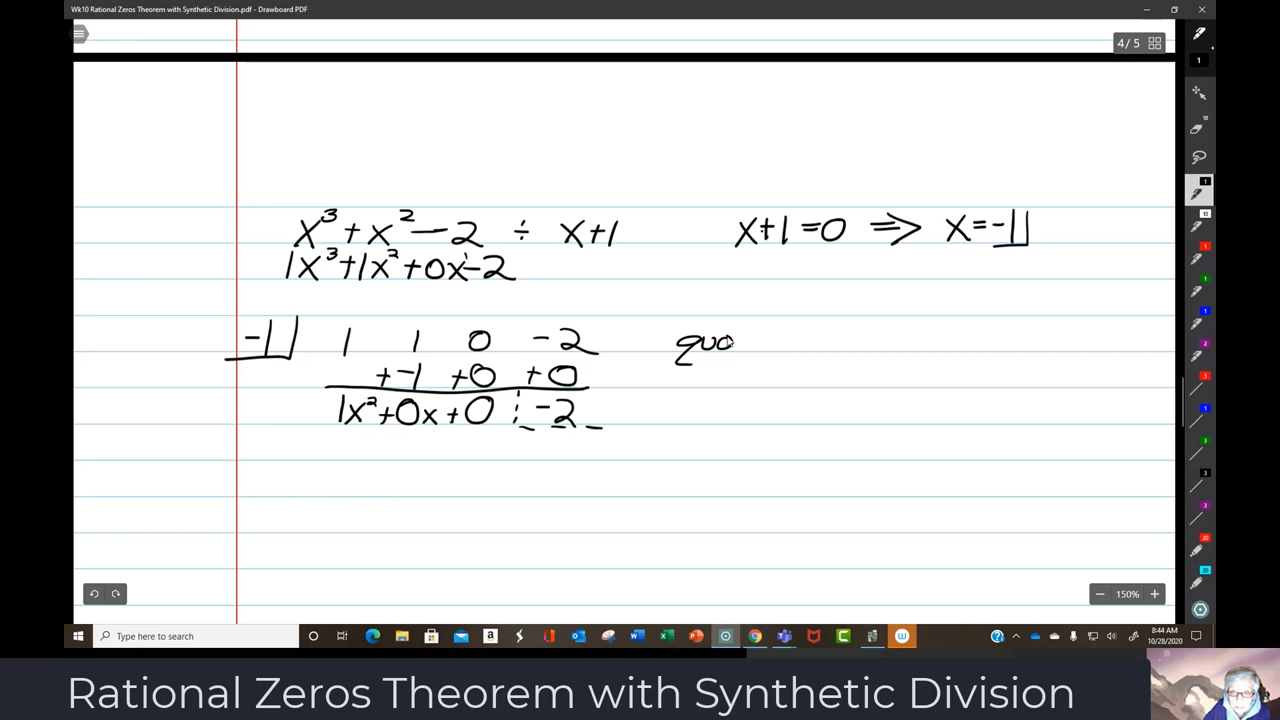 Wk10 Rational Zeros Theorem with Synthetic Division.pdf - Drawboard PDF
4 / 5
1
x³ + x² - 2 ÷ x+1
x+1 = 0 ⇒ x = -1|
1x³ + 1x² + 0x - 2
-1| 1 1 0 -2
quo
+ -1 +0 +0
1x² + 0x + 0 ¦ -2
150%
Type here to search
8:44 AM
10/28/2020
Rational Zeros Theorem with Synthetic Division